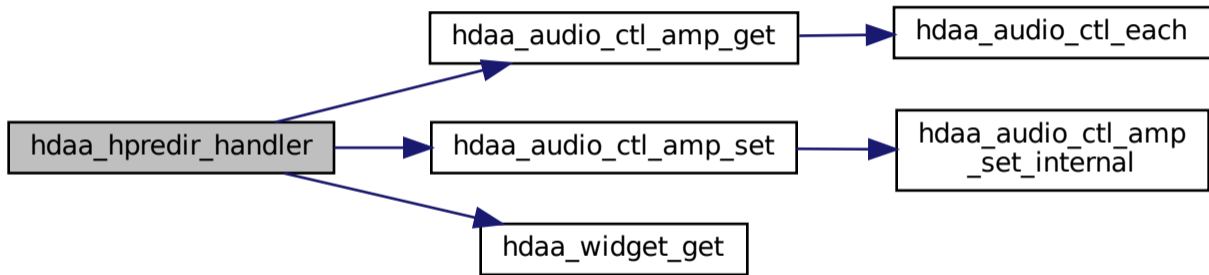 hdaa_hpredir_handler
hdaa_audio_ctl_amp_get
hdaa_audio_ctl_each
hdaa_audio_ctl_amp_set
hdaa_audio_ctl_amp
_set_internal
hdaa_widget_get